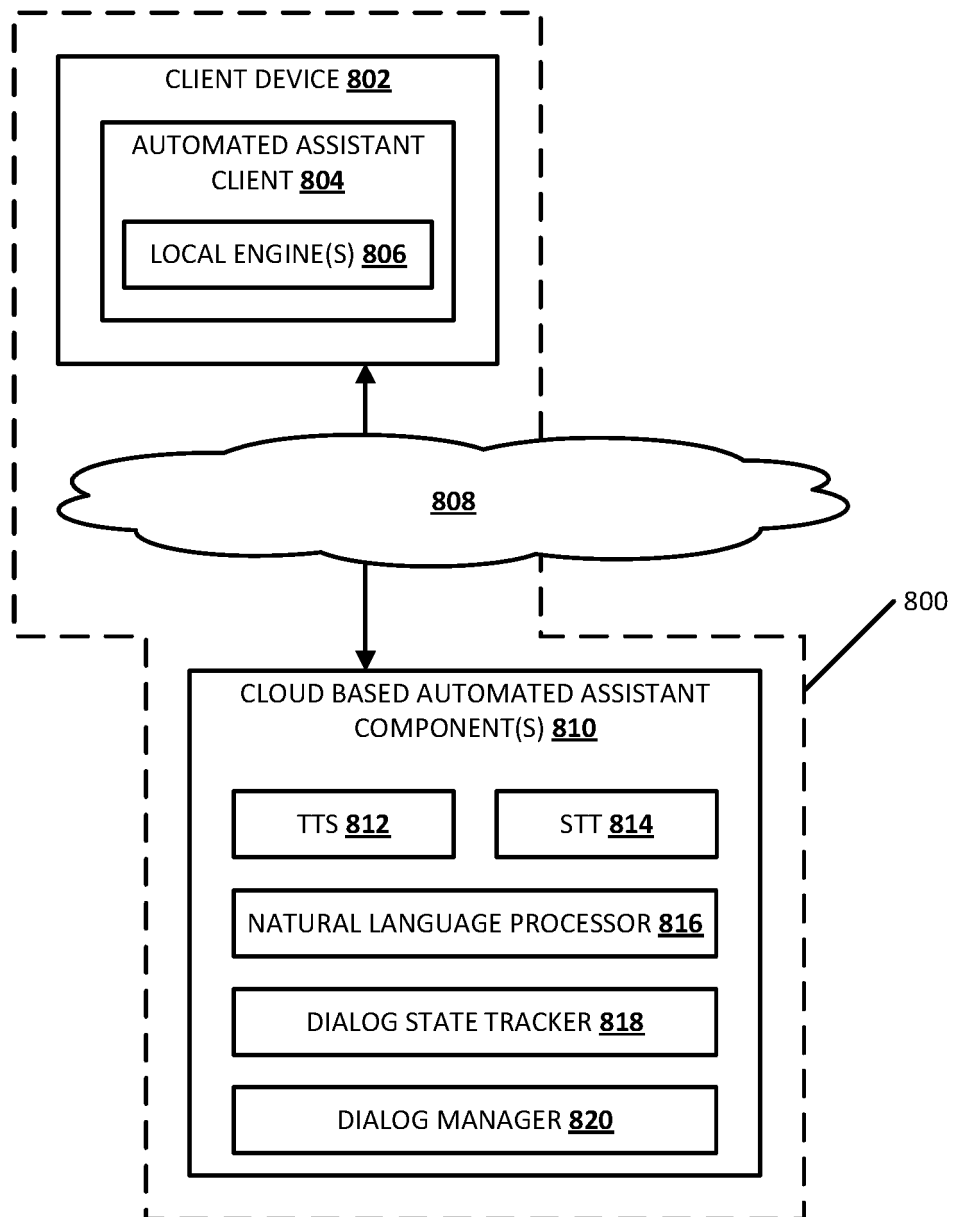 CLIENT DEVICE 802
AUTOMATED ASSISTANT
CLIENT 804
LOCAL ENGINE(S) 806
808
800
CLOUD BASED AUTOMATED ASSISTANT
COMPONENT(S) 810
TTS 812
STT 814
NATURAL LANGUAGE PROCESSOR 816
DIALOG STATE TRACKER 818
DIALOG MANAGER 820